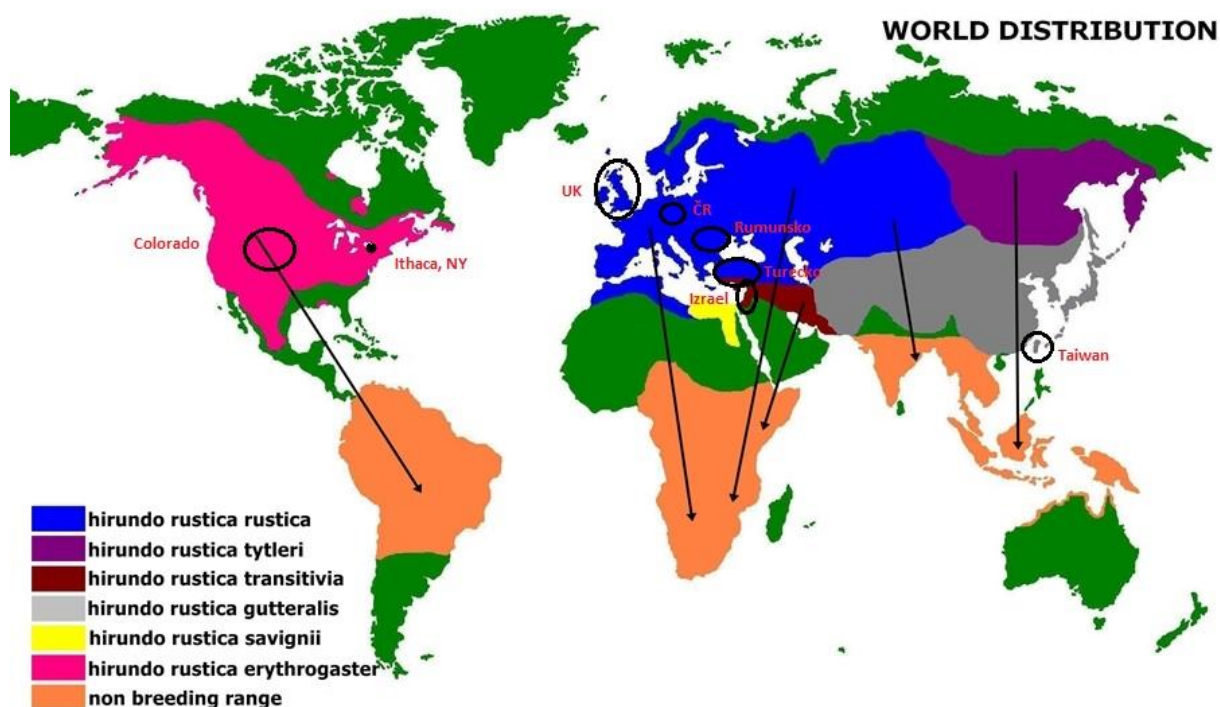 WORLD DISTRIBUTION
UK
ČR
Rumunsko
Colorado
Ithaca, NY
Turecko
Izrael
Taiwan
hirundo rustica rustica
hirundo rustica tytleri
hirundo rustica transitivia
hirundo rustica gutteralis
hirundo rustica savignii
hirundo rustica erythrogaster
non breeding range